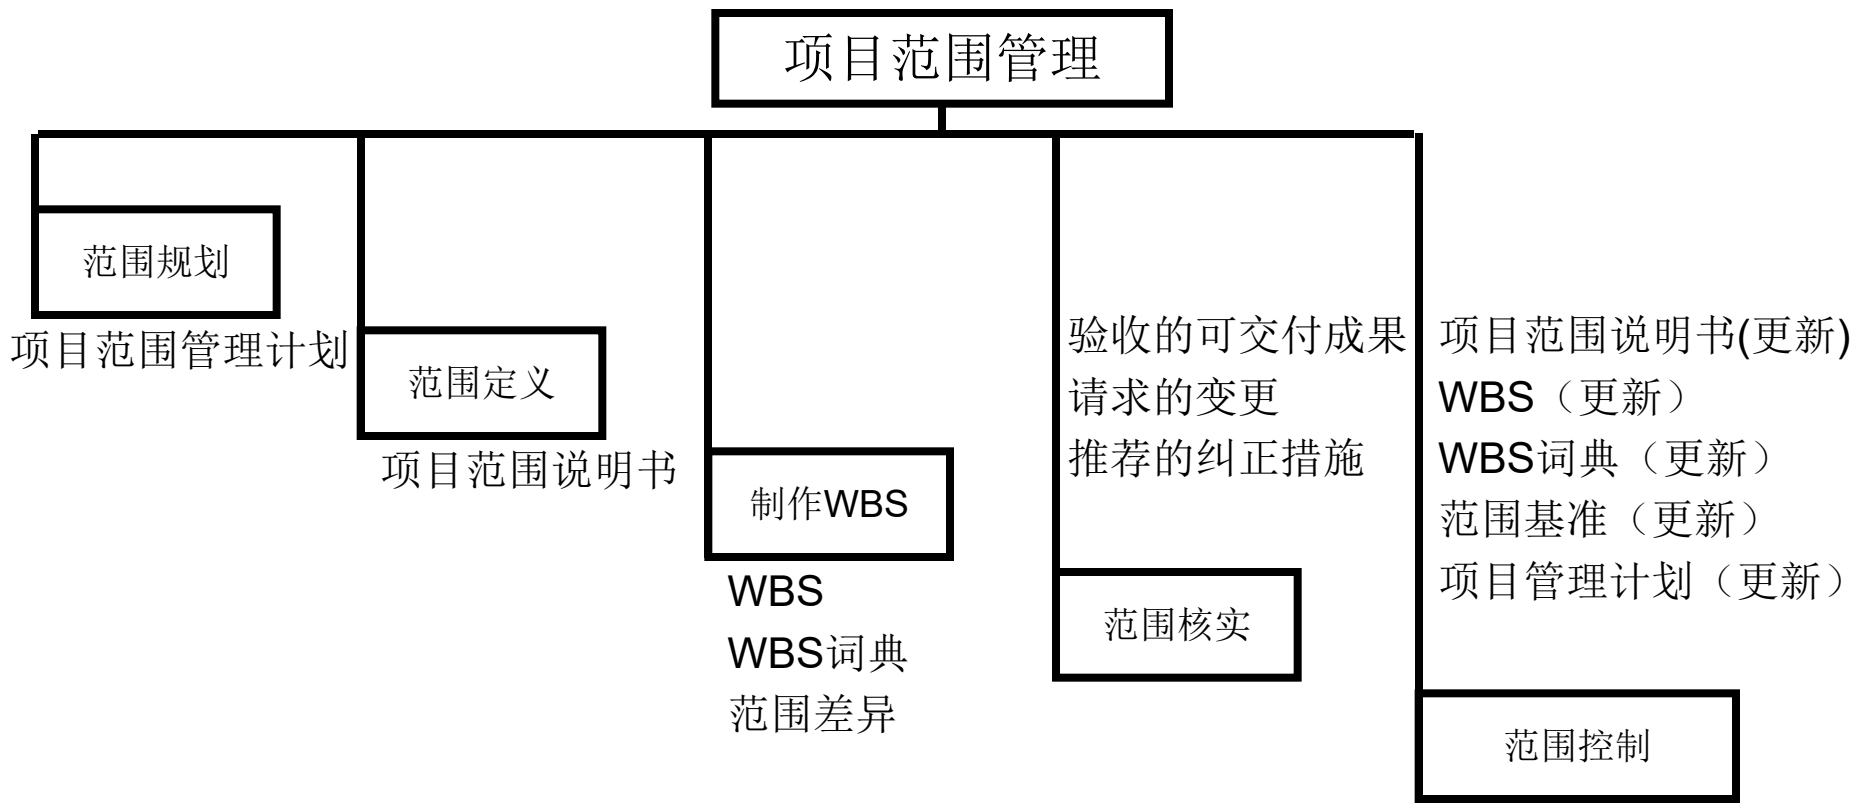 项目范围管理
范围规划
项目范围管理计划
范围定义
项目范围说明书
制作WBS
WBS
WBS词典
范围差异
验收的可交付成果
请求的变更
推荐的纠正措施
范围核实
项目范围说明书(更新)
WBS（更新）
WBS词典（更新）
范围基准（更新）
项目管理计划（更新）
范围控制